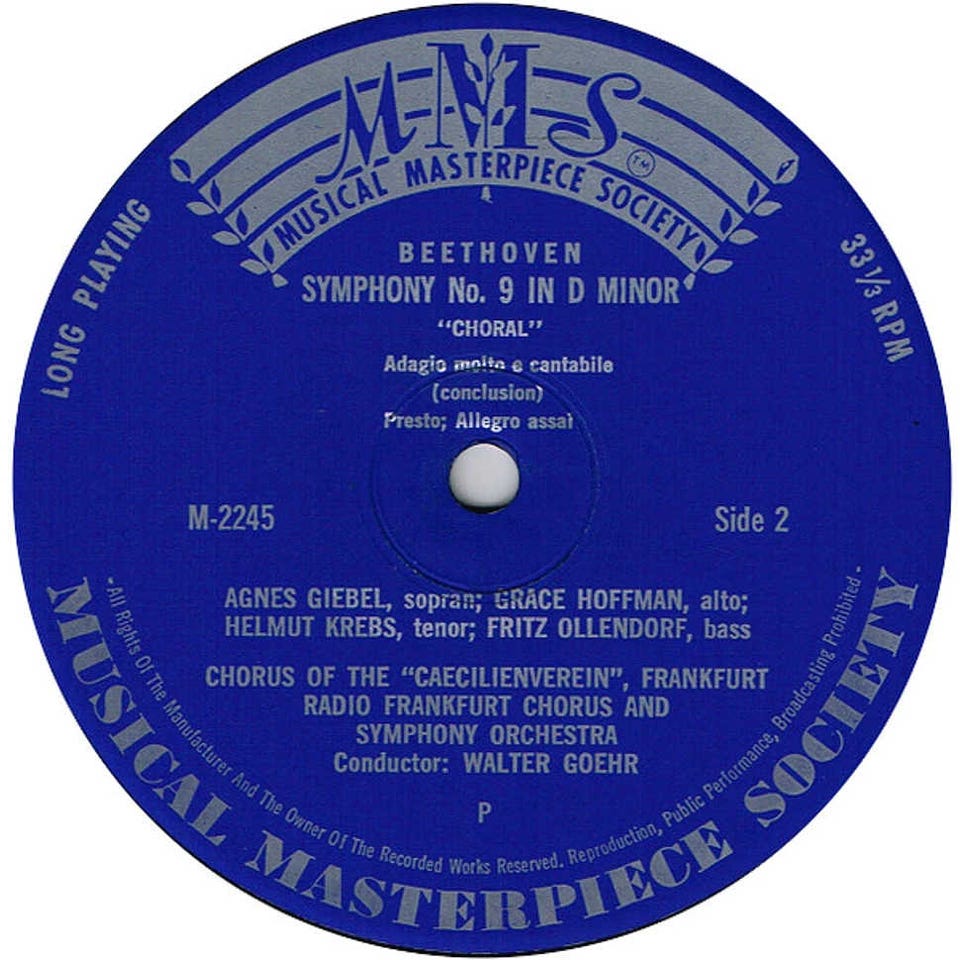 MMS
TM
MUSICAL MASTERPIECE SOCIETY
LONG PLAYING
33 1/3 RPM
BEETHOVEN
SYMPHONY No. 9 IN D MINOR
"CHORAL"
Adagio molto e cantabile
(conclusion)
Presto; Allegro assai
M-2245
Side 2
AGNES GIEBEL, sopran; GRACE HOFFMAN, alto;
HELMUT KREBS, tenor; FRITZ OLLENDORF, bass
CHORUS OF THE "CAECILIENVEREIN", FRANKFURT
RADIO FRANKFURT CHORUS AND
SYMPHONY ORCHESTRA
Conductor: WALTER GOEHR
P
-All Rights Of The Manufacturer And The Owner Of The Recorded Works Reserved. Reproduction, Public Performance, Broadcasting Prohibited-
MUSICAL MASTERPIECE SOCIETY